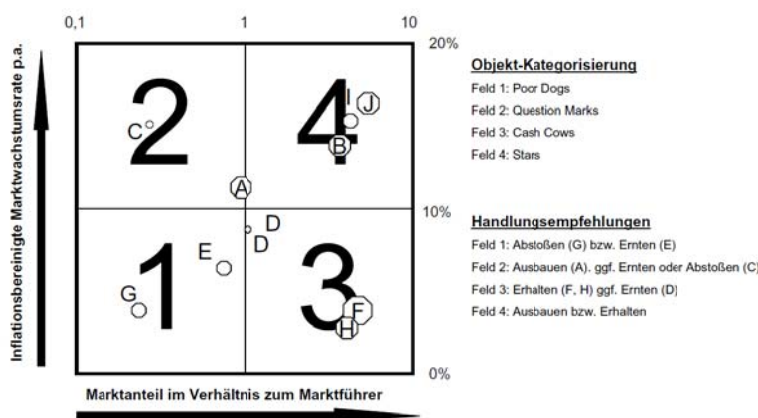 0,1 1 10
20%
10%
0%
Inflationsbereinigte Marktwachstumsrate p.a.
Marktanteil im Verhältnis zum Marktführer
2
4
1
3
C
I
J
B
A
D
D
E
G
F
H
Objekt-Kategorisierung
Feld 1: Poor Dogs
Feld 2: Question Marks
Feld 3: Cash Cows
Feld 4: Stars
Handlungsempfehlungen
Feld 1: Abstoßen (G) bzw. Ernten (E)
Feld 2: Ausbauen (A). ggf. Ernten oder Abstoßen (C)
Feld 3: Erhalten (F, H) ggf. Ernten (D)
Feld 4: Ausbauen bzw. Erhalten